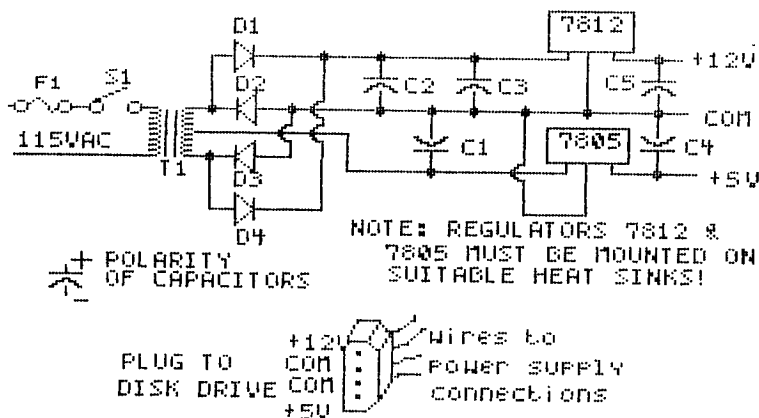 D1
7812
+12V
F1
S1
D2
C2
C3
C5
COM
115VAC
T1
C1
7805
C4
D3
+5V
D4
NOTE: REGULATORS 7812 &
7805 MUST BE MOUNTED ON
SUITABLE HEAT SINKS!
+ POLARITY
OF CAPACITORS
-
+12V
wires to
PLUG TO
COM
power supply
DISK DRIVE
COM
connections
+5V